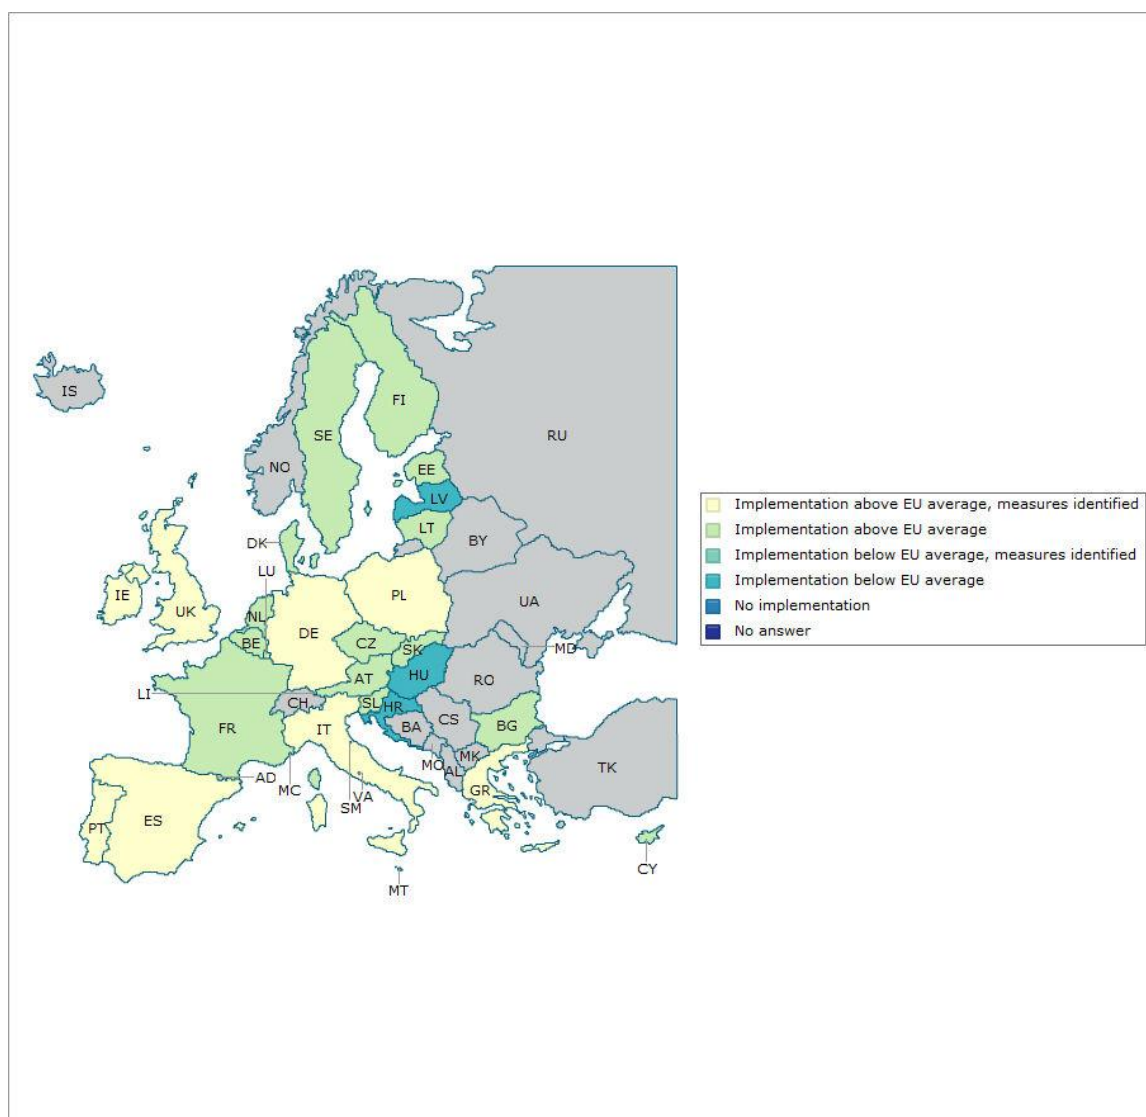 IS
RU
FI
SE
NO
EE
LV
LT
DK
BY
LU
IE
UK
NL
PL
UA
DE
BE
CZ
SK
MD
AT
HU
RO
LI
CH
SL
HR
FR
IT
BA
CS
BG
MK
MO
AL
TK
AD
MC
VA
SM
GR
PT
ES
CY
MT
Implementation above EU average, measures identified
Implementation above EU average
Implementation below EU average, measures identified
Implementation below EU average
No implementation
No answer